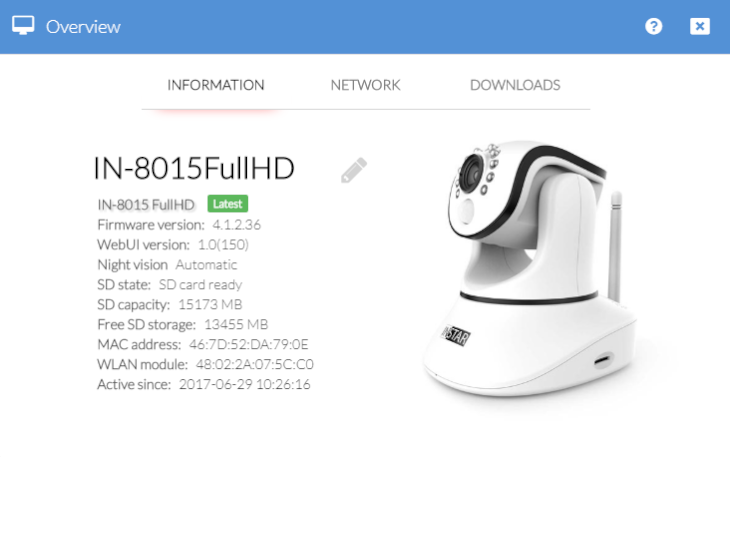 Overview
INFORMATION NETWORK DOWNLOADS
IN-8015FullHD
IN-8015 FullHD Latest
Firmware version: 4.1.2.36
WebUI version: 1.0(150)
Night vision Automatic
SD state: SD card ready
SD capacity: 15173 MB
Free SD storage: 13455 MB
MAC address: 46:7D:52:DA:79:0E
WLAN module: 48:02:2A:07:5C:C0
Active since: 2017-06-29 10:26:16
INSTAR